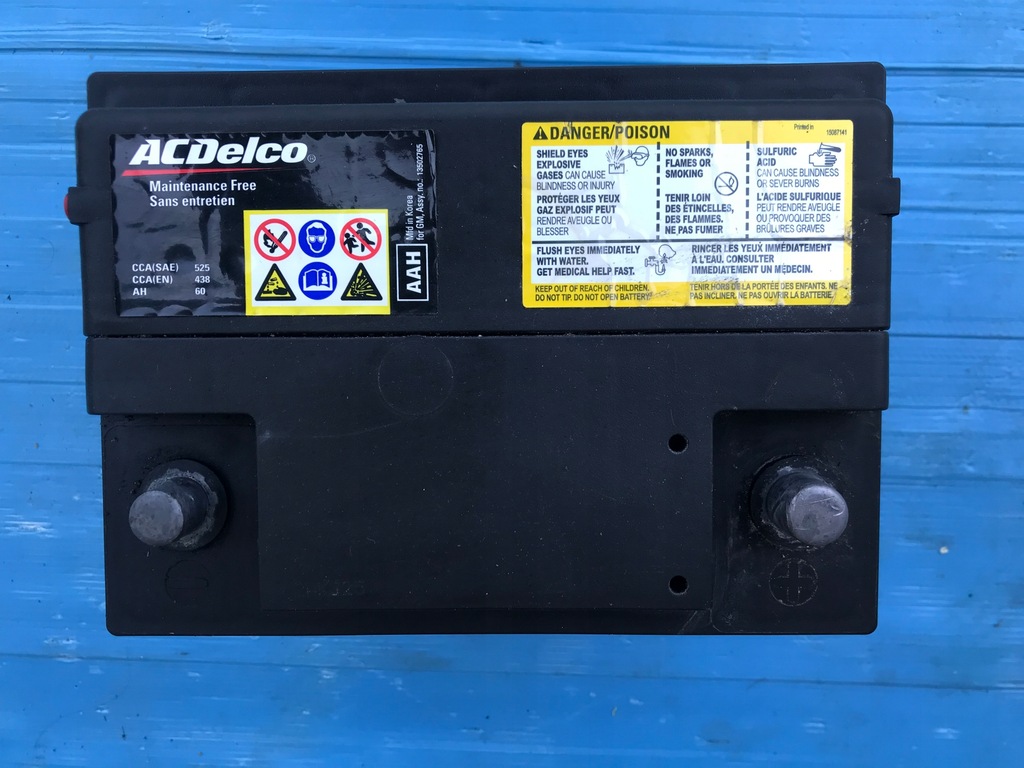 ACDelco®
Maintenance Free
Sans entretien
CCA(SAE) 525
CCA(EN) 438
AH 60
AAH
Mfd in Korea
for GM, Assy. no.: 13502765
DANGER/POISON
Printed in 15087141
SHIELD EYES
EXPLOSIVE
GASES CAN CAUSE
BLINDNESS OR INJURY
PROTÉGER LES YEUX
GAZ EXPLOSIF PEUT
RENDRE AVEUGLE OU
BLESSER
NO SPARKS,
FLAMES OR
SMOKING
TENIR LOIN
DES ÉTINCELLES,
DES FLAMMES.
NE PAS FUMER
SULFURIC
ACID
CAN CAUSE BLINDNESS
OR SEVER BURNS
L'ACIDE SULFURIQUE
PEUT RENDRE AVEUGLE
OU PROVOQUER DES
BRÛLURES GRAVES
FLUSH EYES IMMEDIATELY
WITH WATER.
GET MEDICAL HELP FAST.
RINCER LES YEUX IMMÉDIATEMENT
À L'EAU. CONSULTER
IMMEDIATEMENT UN MÉDECIN.
KEEP OUT OF REACH OF CHILDREN.
DO NOT TIP. DO NOT OPEN BATTERY!
TENIR HORS DE LA PORTÉE DES ENFANTS. NE
PAS INCLINER. NE PAS OUVRIR LA BATTERIE.